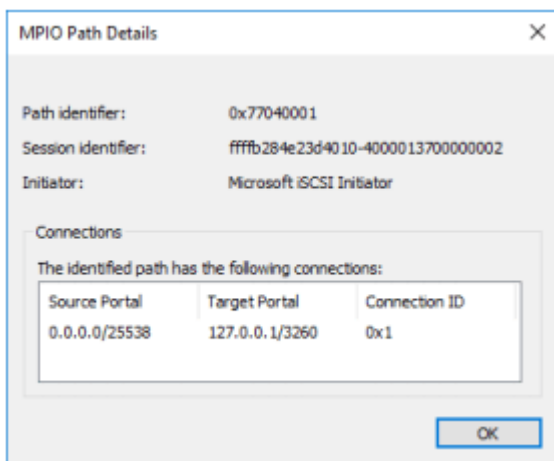 MPIO Path Details
Path identifier: 0x77040001
Session identifier: ffffb284e23d4010-4000013700000002
Initiator: Microsoft iSCSI Initiator
Connections
The identified path has the following connections:
Source Portal Target Portal Connection ID
0.0.0.0/25538 127.0.0.1/3260 0x1
OK